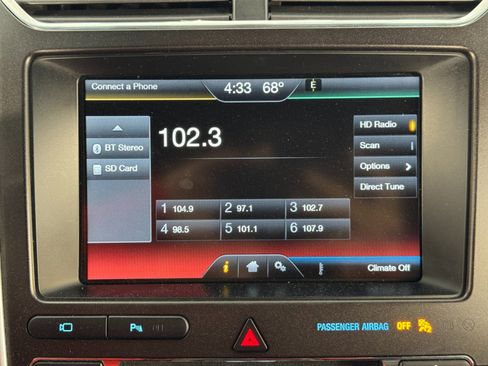 Connect a Phone 4:33 68° E
102.3
BT Stereo
SD Card
HD Radio
Scan
Options
Direct Tune
1 104.9 2 97.1 3 102.7
4 98.5 5 101.1 6 107.9
i
Climate Off
P OFF
PASSENGER AIRBAG OFF